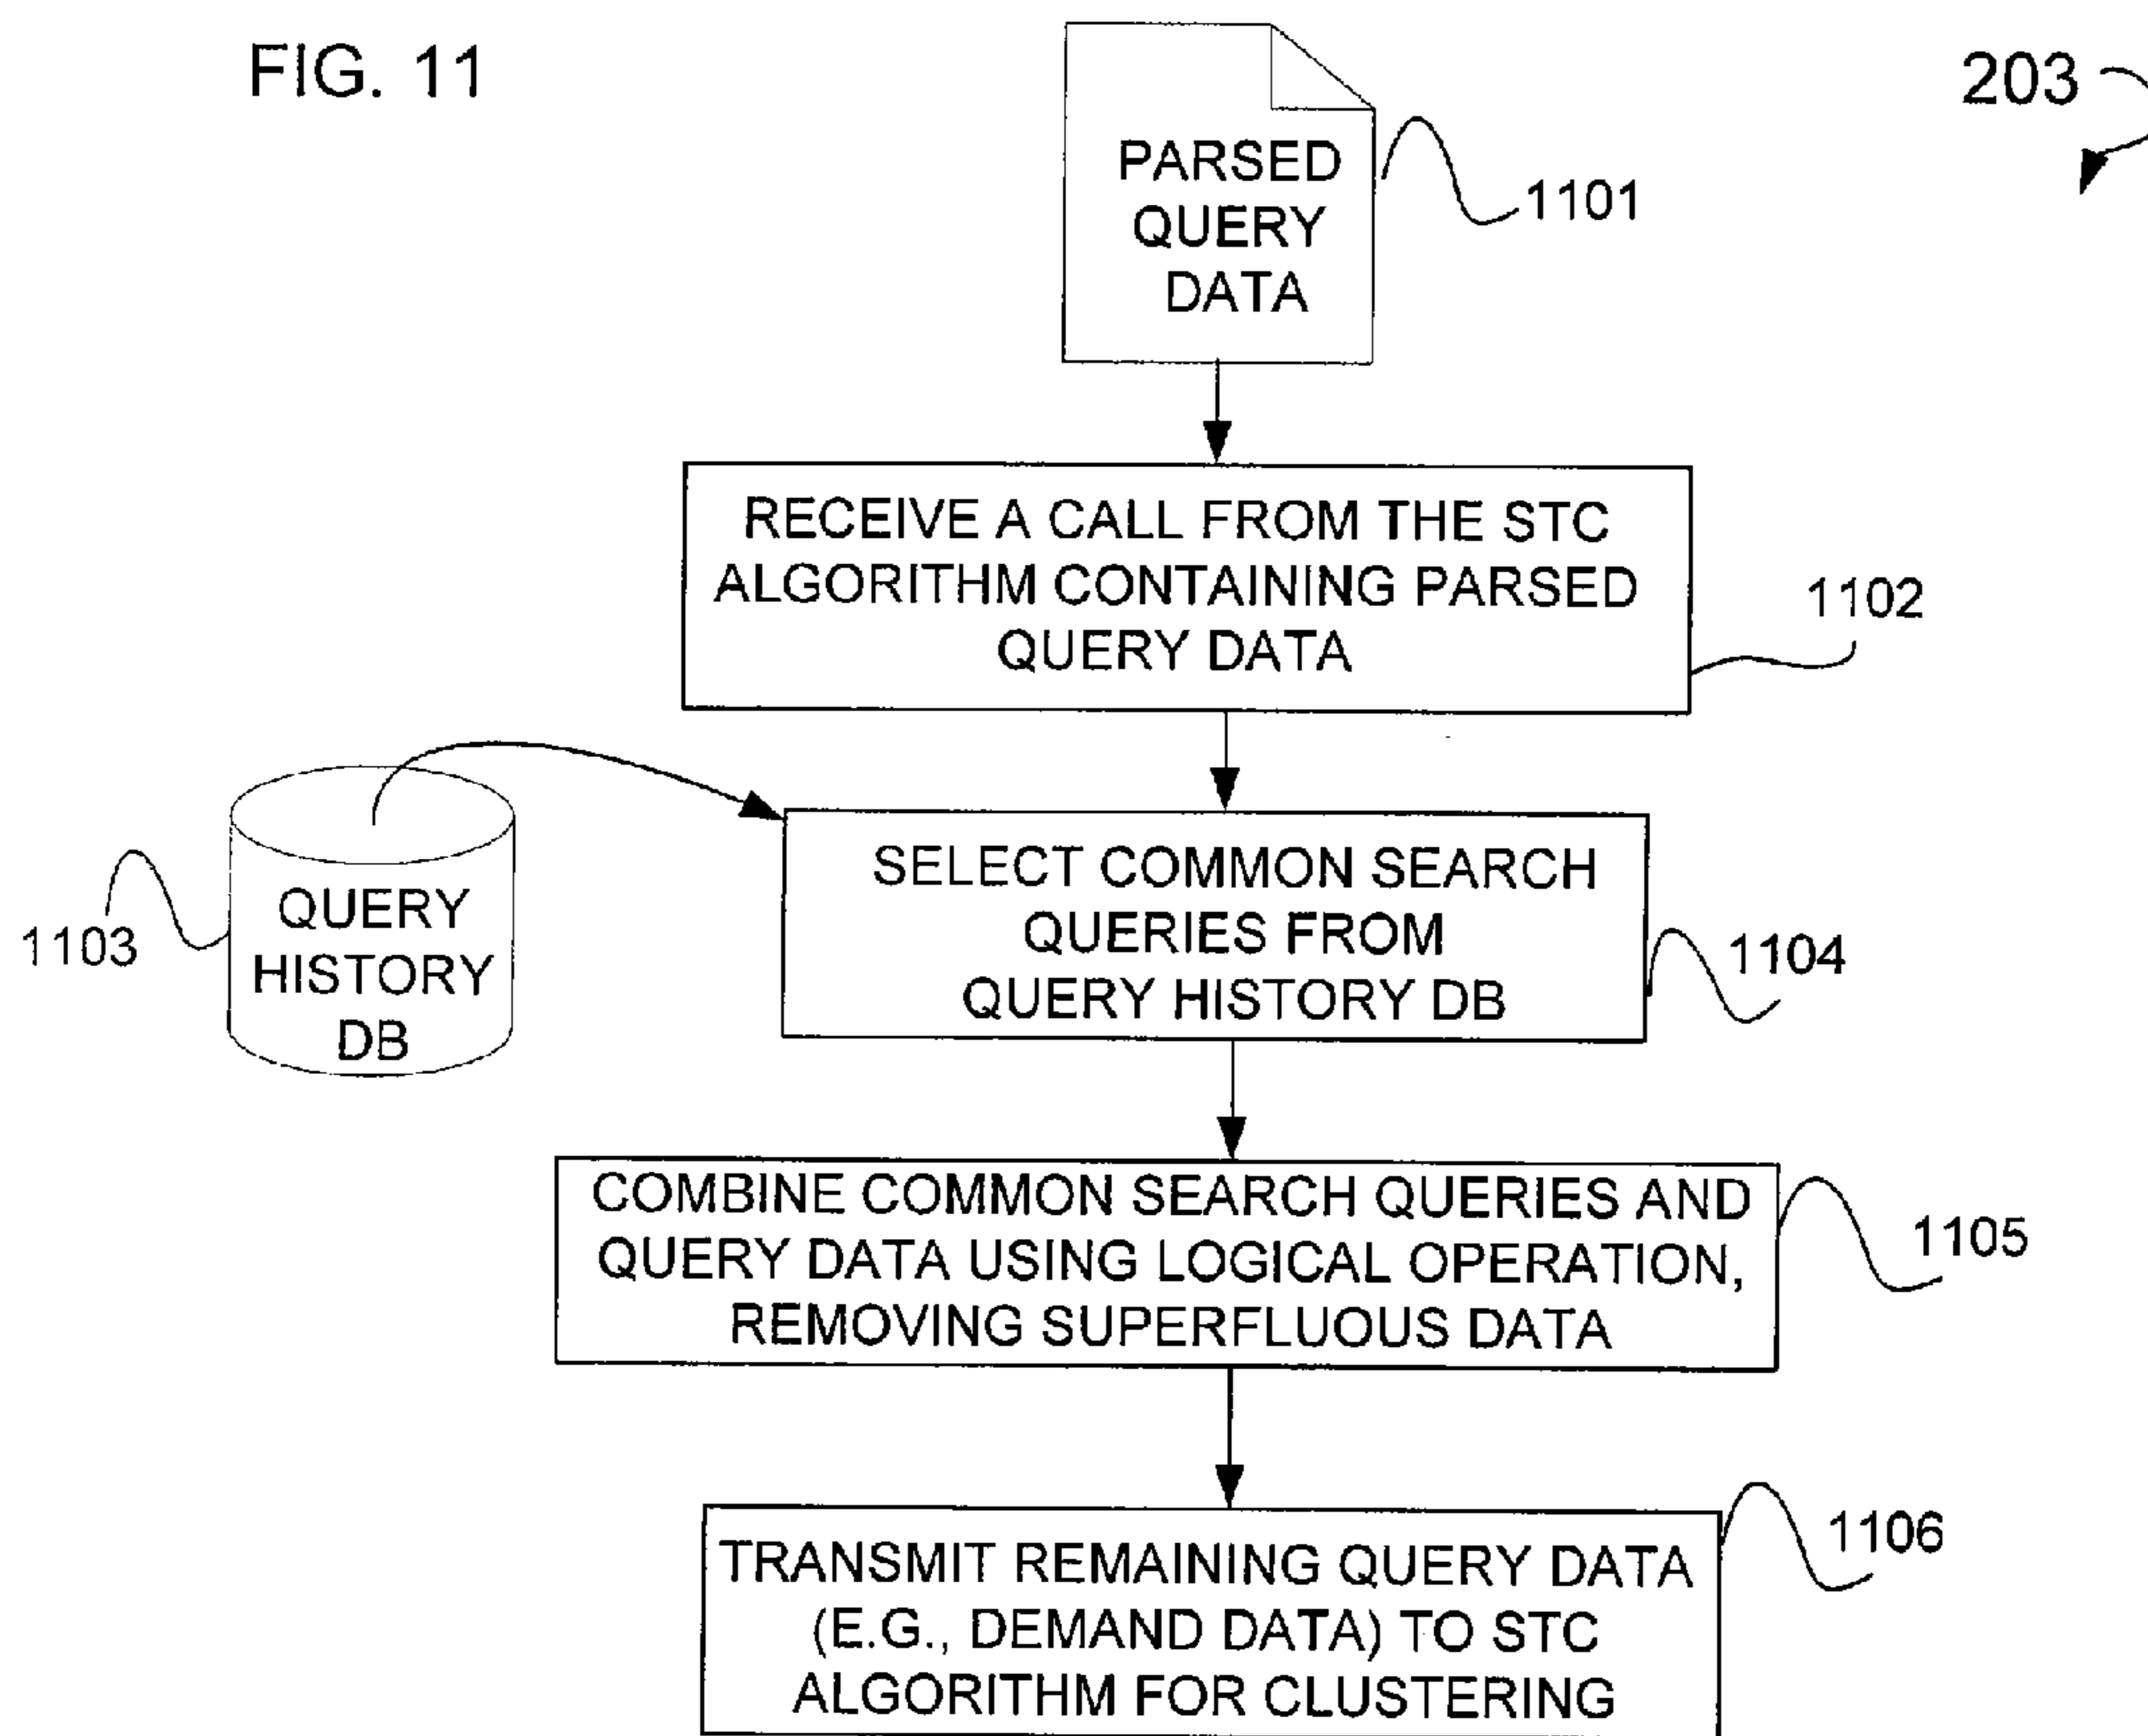 FIG. 11
203
PARSED
QUERY
DATA
1101
RECEIVE A CALL FROM THE STC
ALGORITHM CONTAINING PARSED
QUERY DATA
1102
QUERY
HISTORY
DB
1103
SELECT COMMON SEARCH
QUERIES FROM
QUERY HISTORY DB
1104
COMBINE COMMON SEARCH QUERIES AND
QUERY DATA USING LOGICAL OPERATION,
REMOVING SUPERFLUOUS DATA
1105
TRANSMIT REMAINING QUERY DATA
(E.G., DEMAND DATA) TO STC
ALGORITHM FOR CLUSTERING
1106